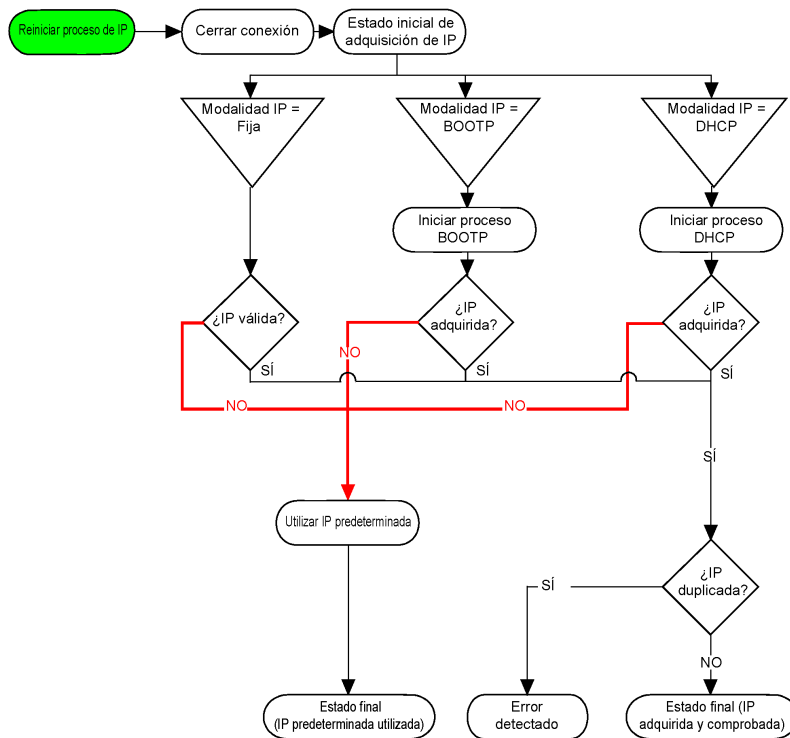 Reiniciar proceso de IP
Cerrar conexión
Estado inicial de
adquisición de IP
Modalidad IP =
Fija
Modalidad IP =
BOOTP
Modalidad IP =
DHCP
Iniciar proceso
BOOTP
Iniciar proceso
DHCP
¿IP válida?
¿IP
adquirida?
¿IP
adquirida?
NO
SÍ
SÍ
SÍ
NO
NO
SÍ
Utilizar IP predeterminada
¿IP
duplicada?
SÍ
NO
Estado final
(IP predeterminada utilizada)
Error
detectado
Estado final (IP
adquirida y comprobada)